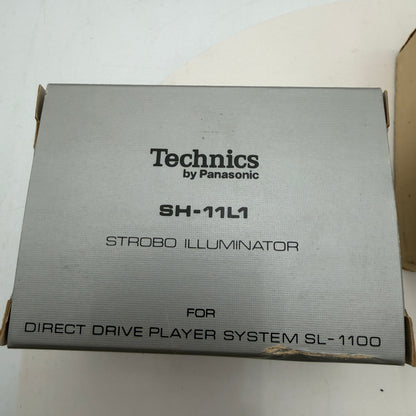 Technics
by Panasonic
SH-11L1
STROBO ILLUMINATOR
FOR
DIRECT DRIVE PLAYER SYSTEM SL-1100